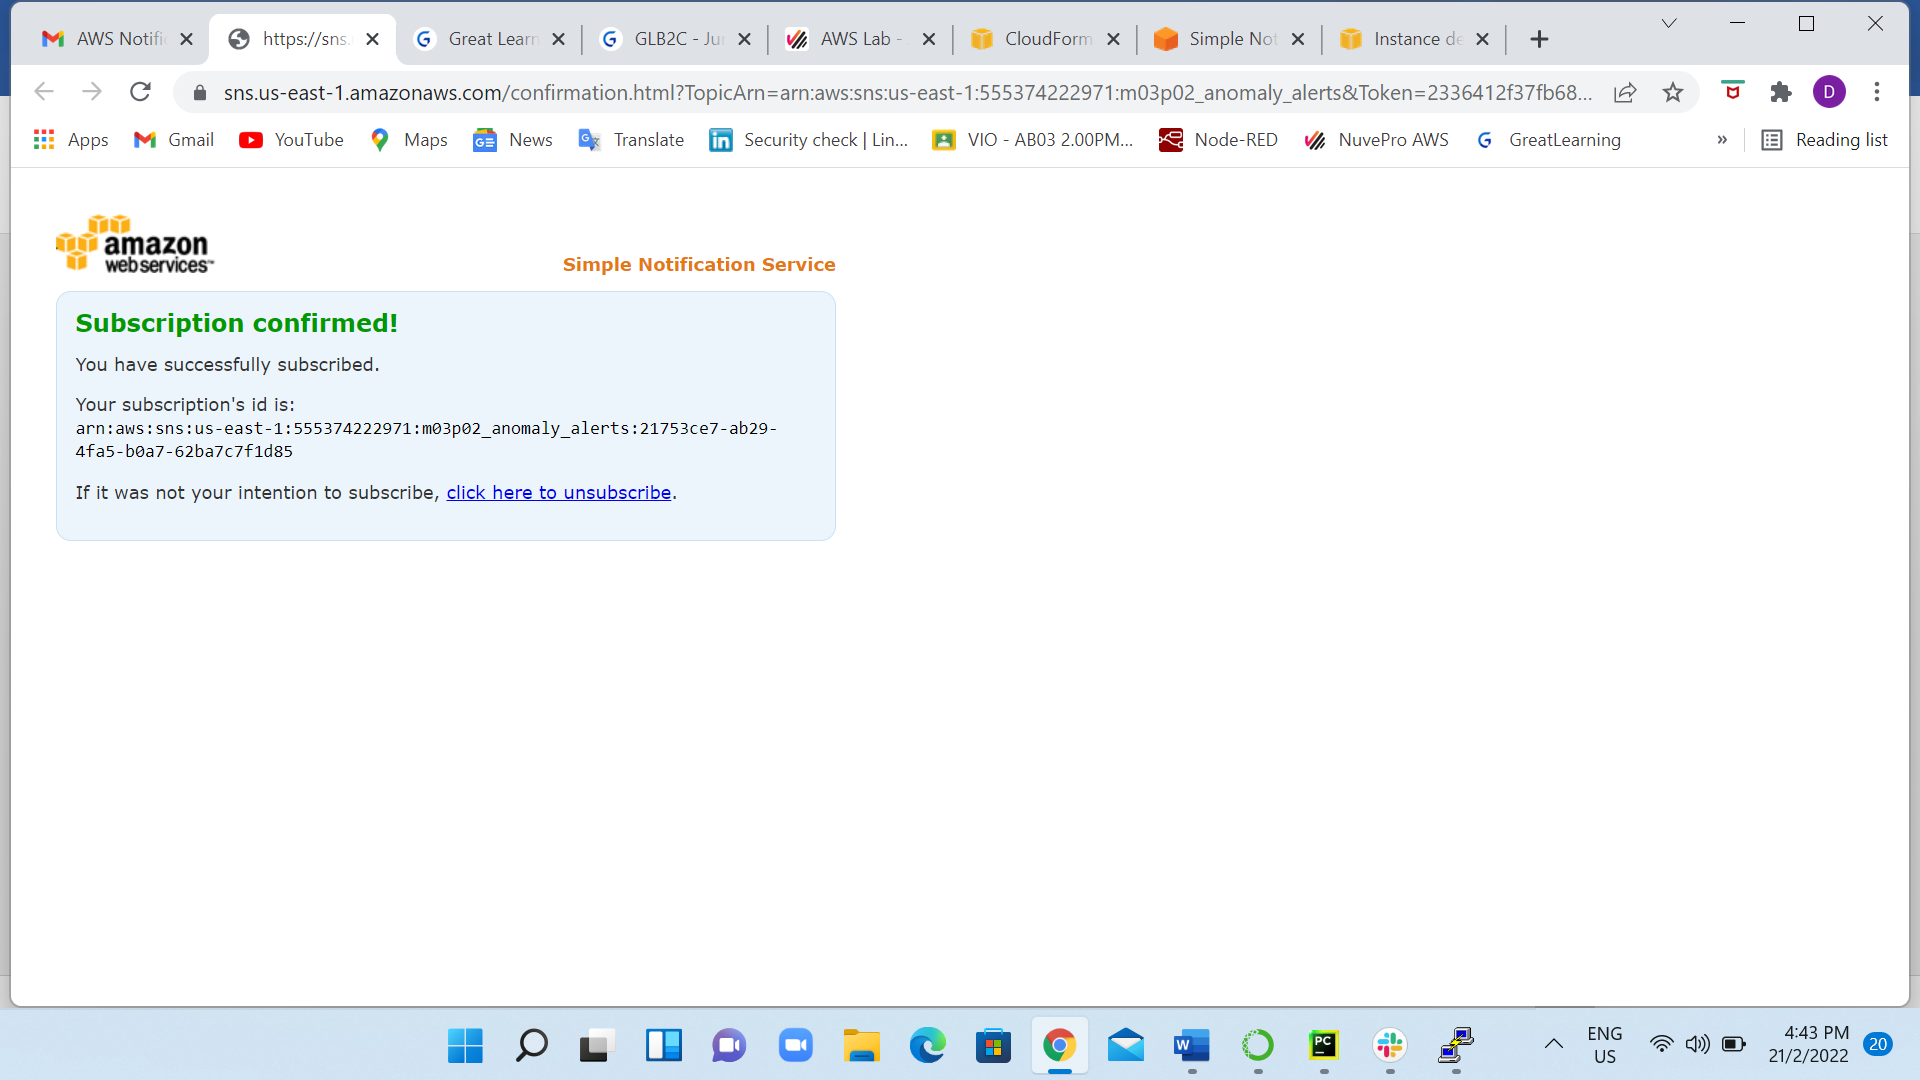 AWS Notifi
https://sns.
Great Learn
GLB2C - Ju
AWS Lab -
CloudForm
Simple Not
Instance de
sns.us-east-1.amazonaws.com/confirmation.html?TopicArn=arn:aws:sns:us-east-1:555374222971:m03p02_anomaly_alerts&Token=2336412f37fb68...
D
Apps
Gmail
YouTube
Maps
News
Translate
Security check | Lin...
VIO - AB03 2.00PM...
Node-RED
NuvePro AWS
GreatLearning
»
Reading list
amazon
web services™
Simple Notification Service
Subscription confirmed!
You have successfully subscribed.
Your subscription's id is:
arn:aws:sns:us-east-1:555374222971:m03p02_anomaly_alerts:21753ce7-ab29-
4fa5-b0a7-62ba7c7f1d85
If it was not your intention to subscribe, click here to unsubscribe.
ENG
US
4:43 PM
21/2/2022
20